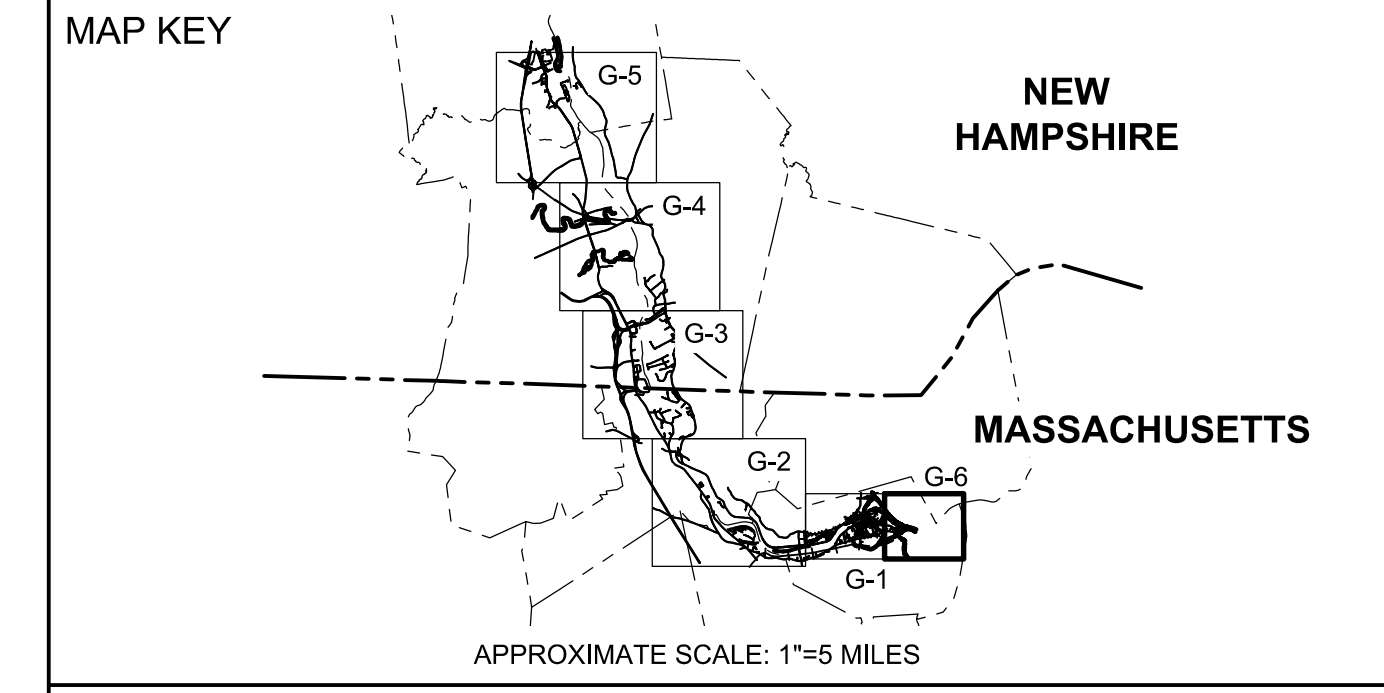 MAP KEY
G-5
NEW
HAMPSHIRE
G-4
G-3
MASSACHUSETTS
G-2
G-6
G-1
APPROXIMATE SCALE: 1"=5 MILES